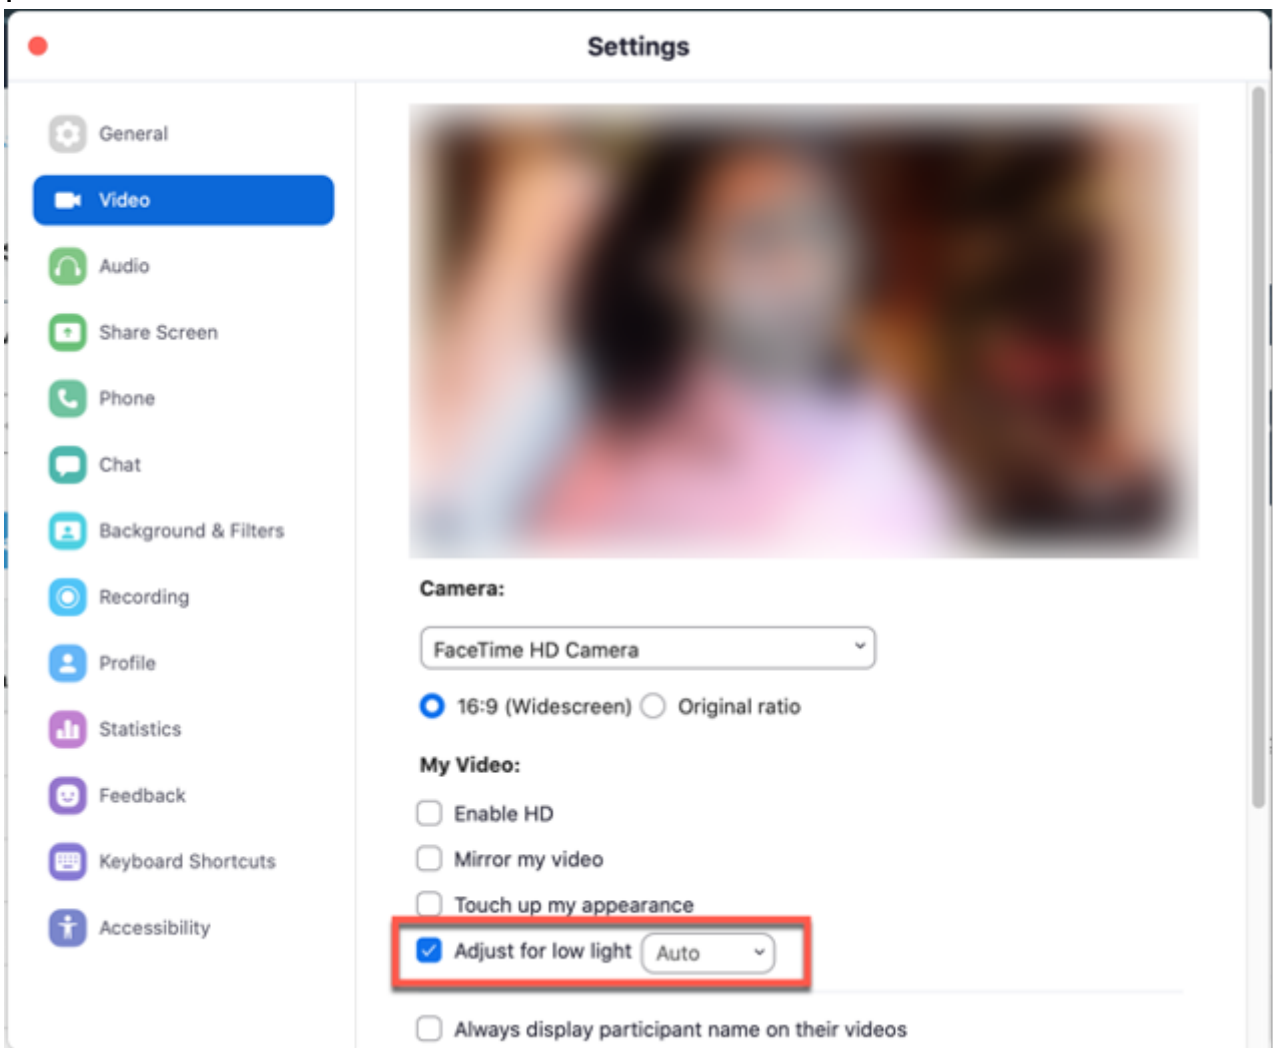 Settings
General
Video
Audio
Share Screen
Phone
Chat
Background & Filters
Recording
Profile
Statistics
Feedback
Keyboard Shortcuts
Accessibility
Camera:
FaceTime HD Camera
16:9 (Widescreen) Original ratio
My Video:
Enable HD
Mirror my video
Touch up my appearance
Adjust for low light Auto
Always display participant name on their videos